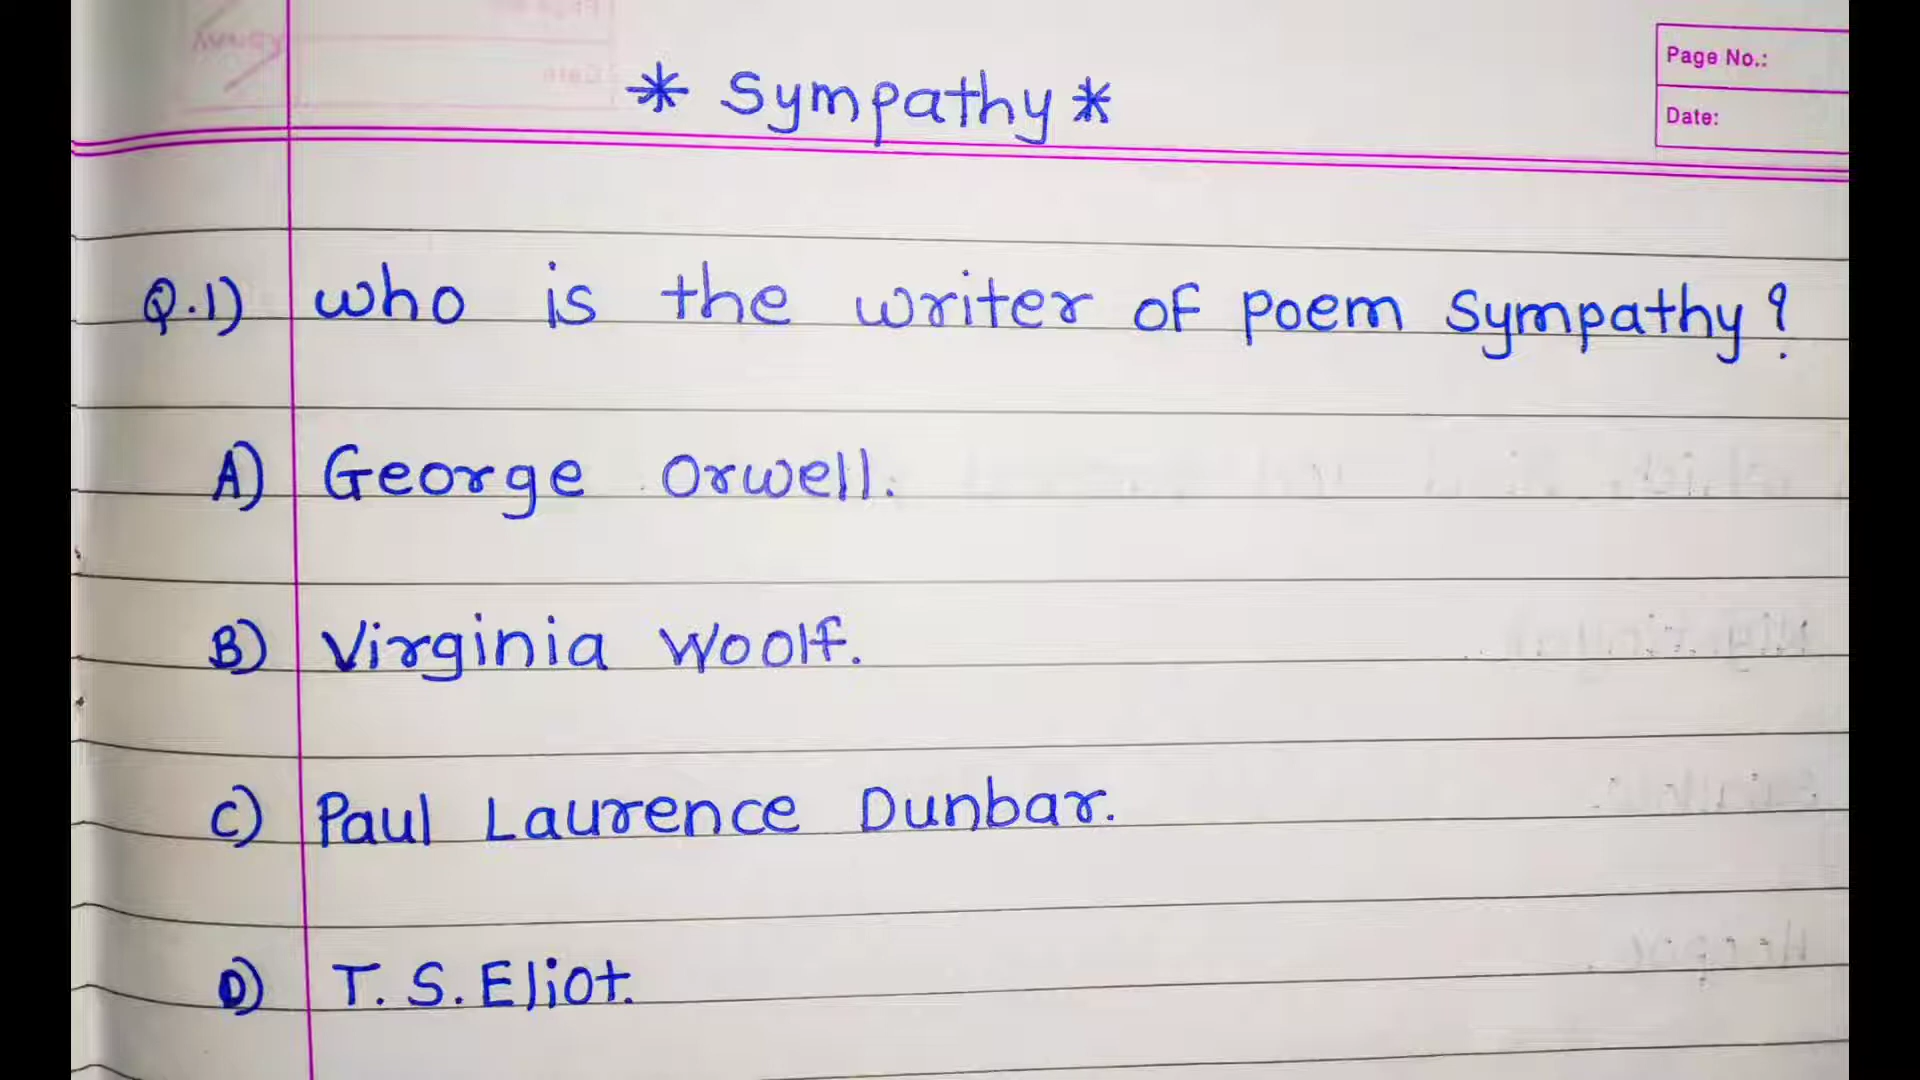 * Sympathy *
Page No.:
Date:
Q.1) who is the writer of poem sympathy?
A) George Orwell.
B) Virginia Woolf.
C) Paul Laurence Dunbar.
D) T. S. Eliot.